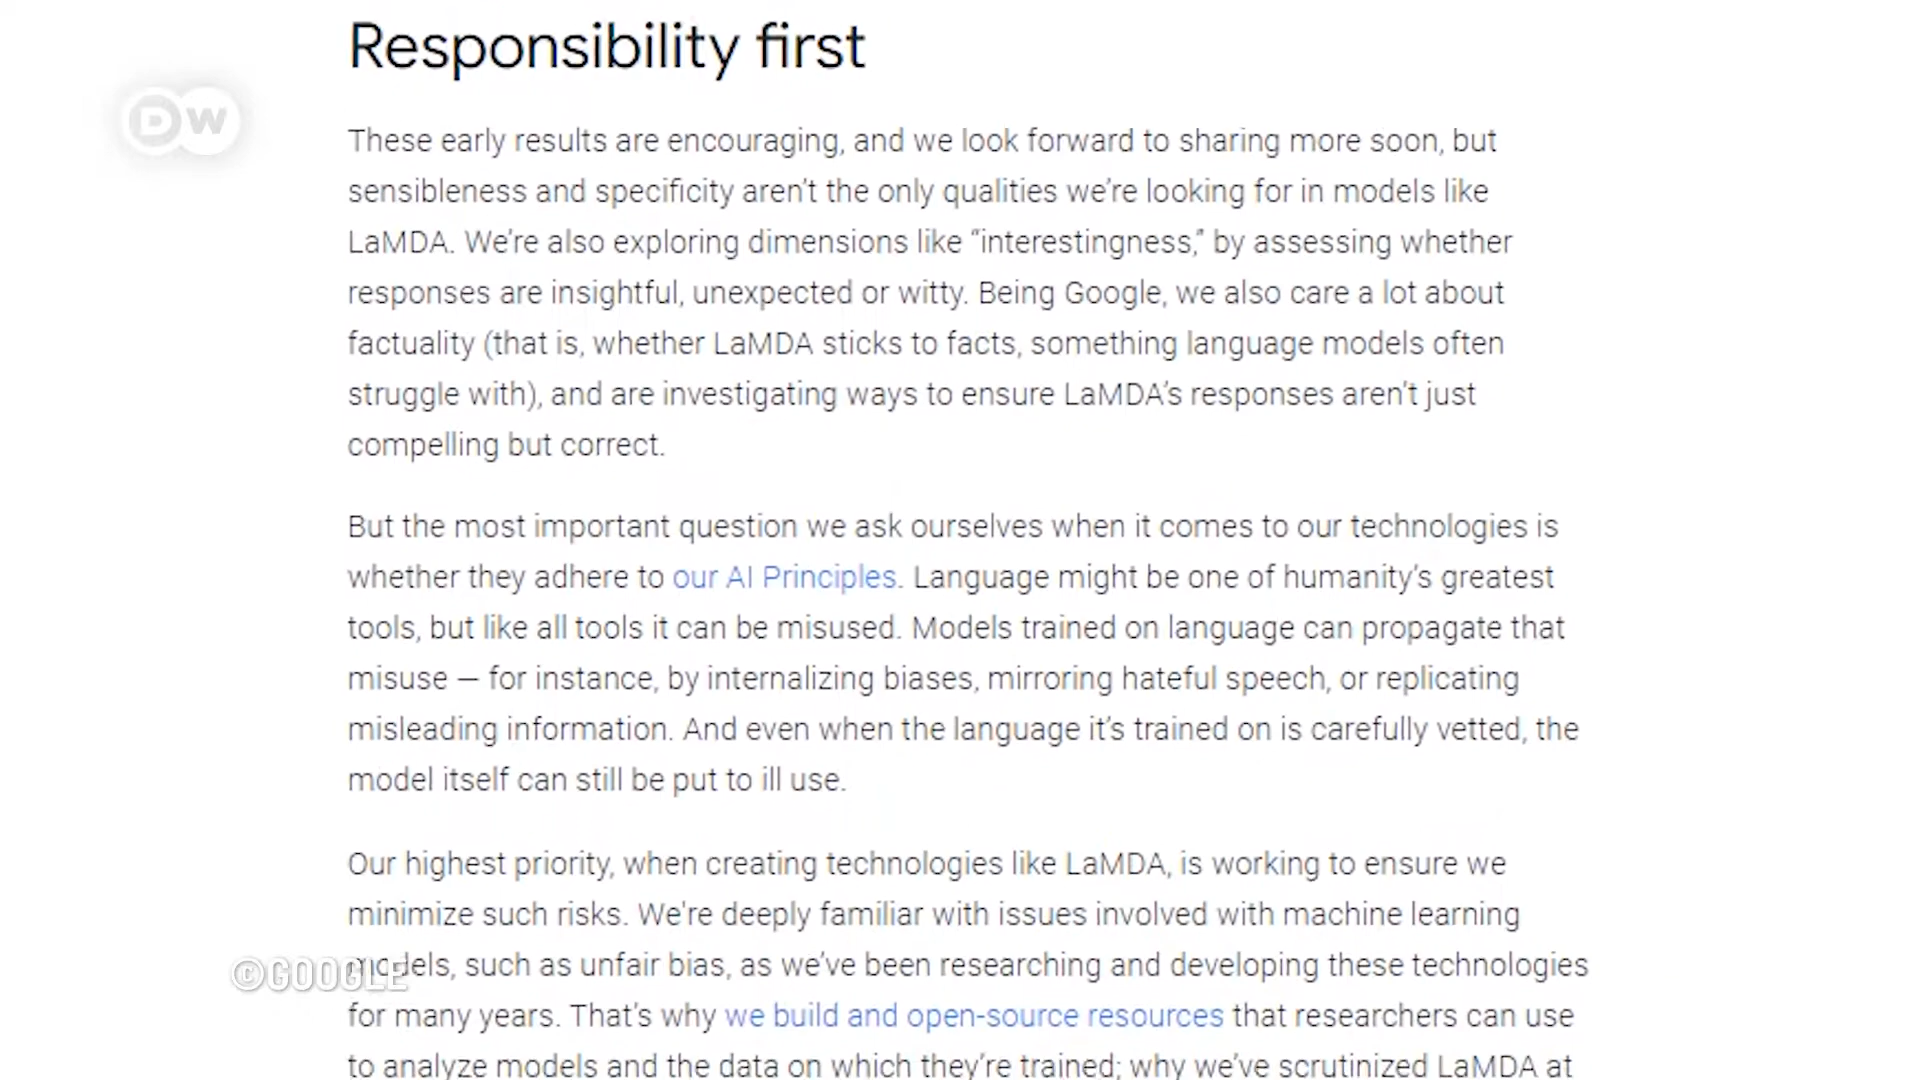 Responsibility first
DW
These early results are encouraging, and we look forward to sharing more soon, but
sensibleness and specificity aren’t the only qualities we’re looking for in models like
LaMDA. We’re also exploring dimensions like “interestingness,” by assessing whether
responses are insightful, unexpected or witty. Being Google, we also care a lot about
factuality (that is, whether LaMDA sticks to facts, something language models often
struggle with), and are investigating ways to ensure LaMDA’s responses aren’t just
compelling but correct.
But the most important question we ask ourselves when it comes to our technologies is
whether they adhere to our AI Principles. Language might be one of humanity’s greatest
tools, but like all tools it can be misused. Models trained on language can propagate that
misuse — for instance, by internalizing biases, mirroring hateful speech, or replicating
misleading information. And even when the language it’s trained on is carefully vetted, the
model itself can still be put to ill use.
Our highest priority, when creating technologies like LaMDA, is working to ensure we
minimize such risks. We're deeply familiar with issues involved with machine learning
models, such as unfair bias, as we’ve been researching and developing these technologies
©GOOGLE
for many years. That’s why we build and open-source resources that researchers can use
to analyze models and the data on which they’re trained; why we’ve scrutinized LaMDA at